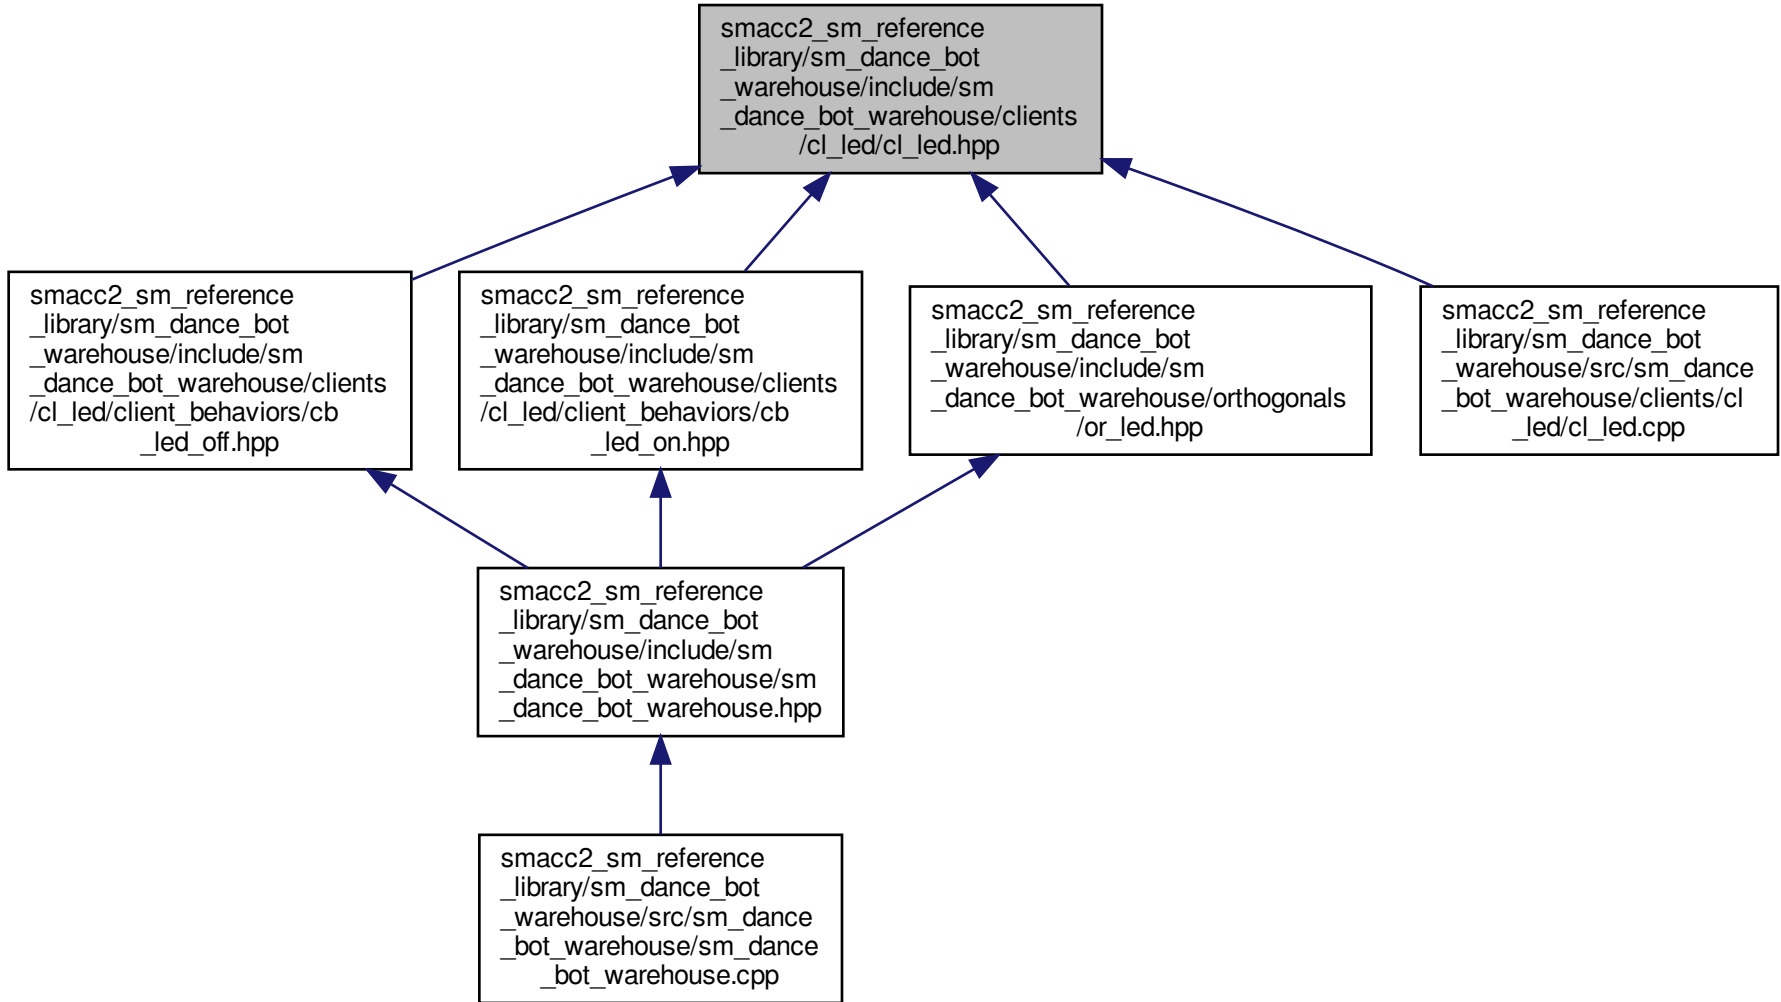 smacc2_sm_reference
_library/sm_dance_bot
_warehouse/include/sm
_dance_bot_warehouse/clients
/cl_led/cl_led.hpp
smacc2_sm_reference
_library/sm_dance_bot
_warehouse/include/sm
_dance_bot_warehouse/clients
/cl_led/client_behaviors/cb
_led_off.hpp
smacc2_sm_reference
_library/sm_dance_bot
_warehouse/include/sm
_dance_bot_warehouse/clients
/cl_led/client_behaviors/cb
_led_on.hpp
smacc2_sm_reference
_library/sm_dance_bot
_warehouse/include/sm
_dance_bot_warehouse/orthogonals
/or_led.hpp
smacc2_sm_reference
_library/sm_dance_bot
_warehouse/src/sm_dance
_bot_warehouse/clients/cl
_led/cl_led.cpp
smacc2_sm_reference
_library/sm_dance_bot
_warehouse/include/sm
_dance_bot_warehouse/sm
_dance_bot_warehouse.hpp
smacc2_sm_reference
_library/sm_dance_bot
_warehouse/src/sm_dance
_bot_warehouse/sm_dance
_bot_warehouse.cpp